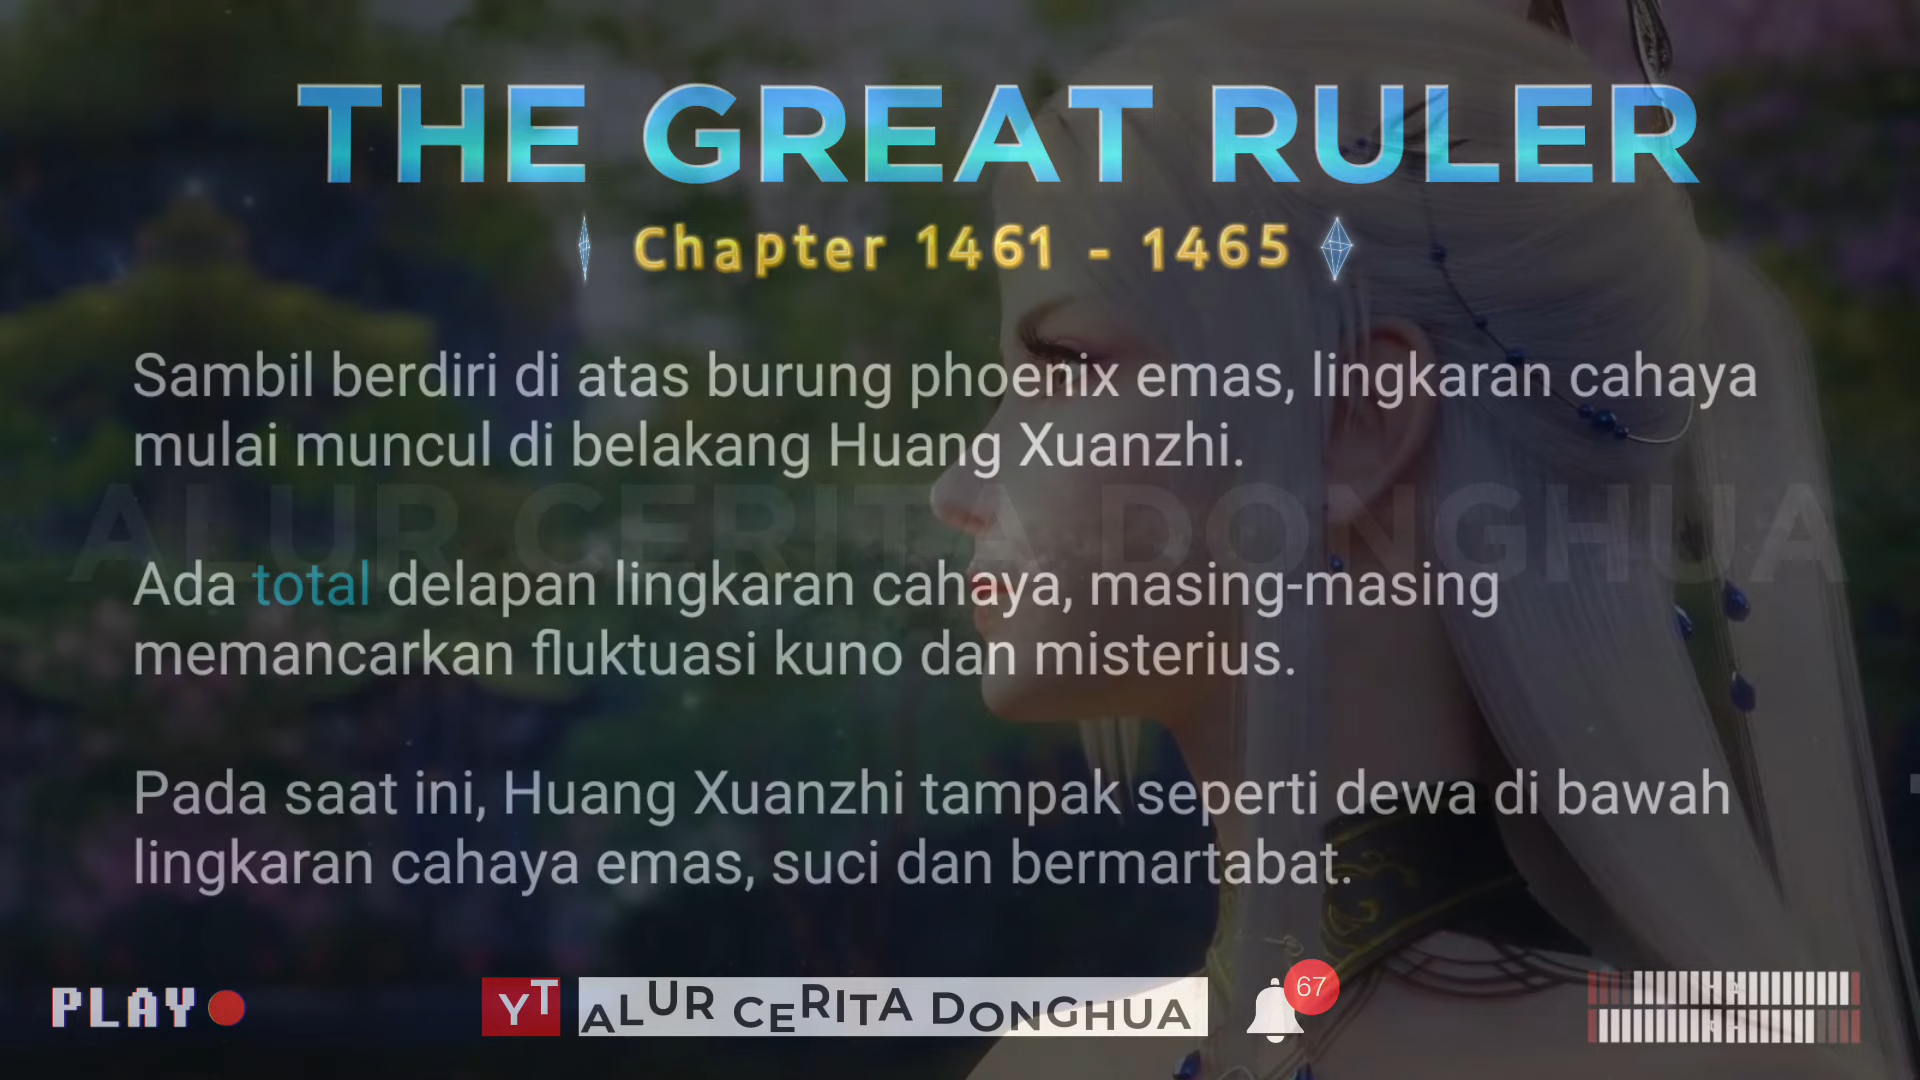 THE GREAT RULER
Chapter 1461 - 1465
Sambil berdiri di atas burung phoenix emas, lingkaran cahaya
mulai muncul di belakang Huang Xuanzhi.
ALUR CERITA DONGHUA
Ada total delapan lingkaran cahaya, masing-masing
memancarkan fluktuasi kuno dan misterius.
Pada saat ini, Huang Xuanzhi tampak seperti dewa di bawah
lingkaran cahaya emas, suci dan bermartabat.
PLAY
YT ALUR CERITA DONGHUA
67